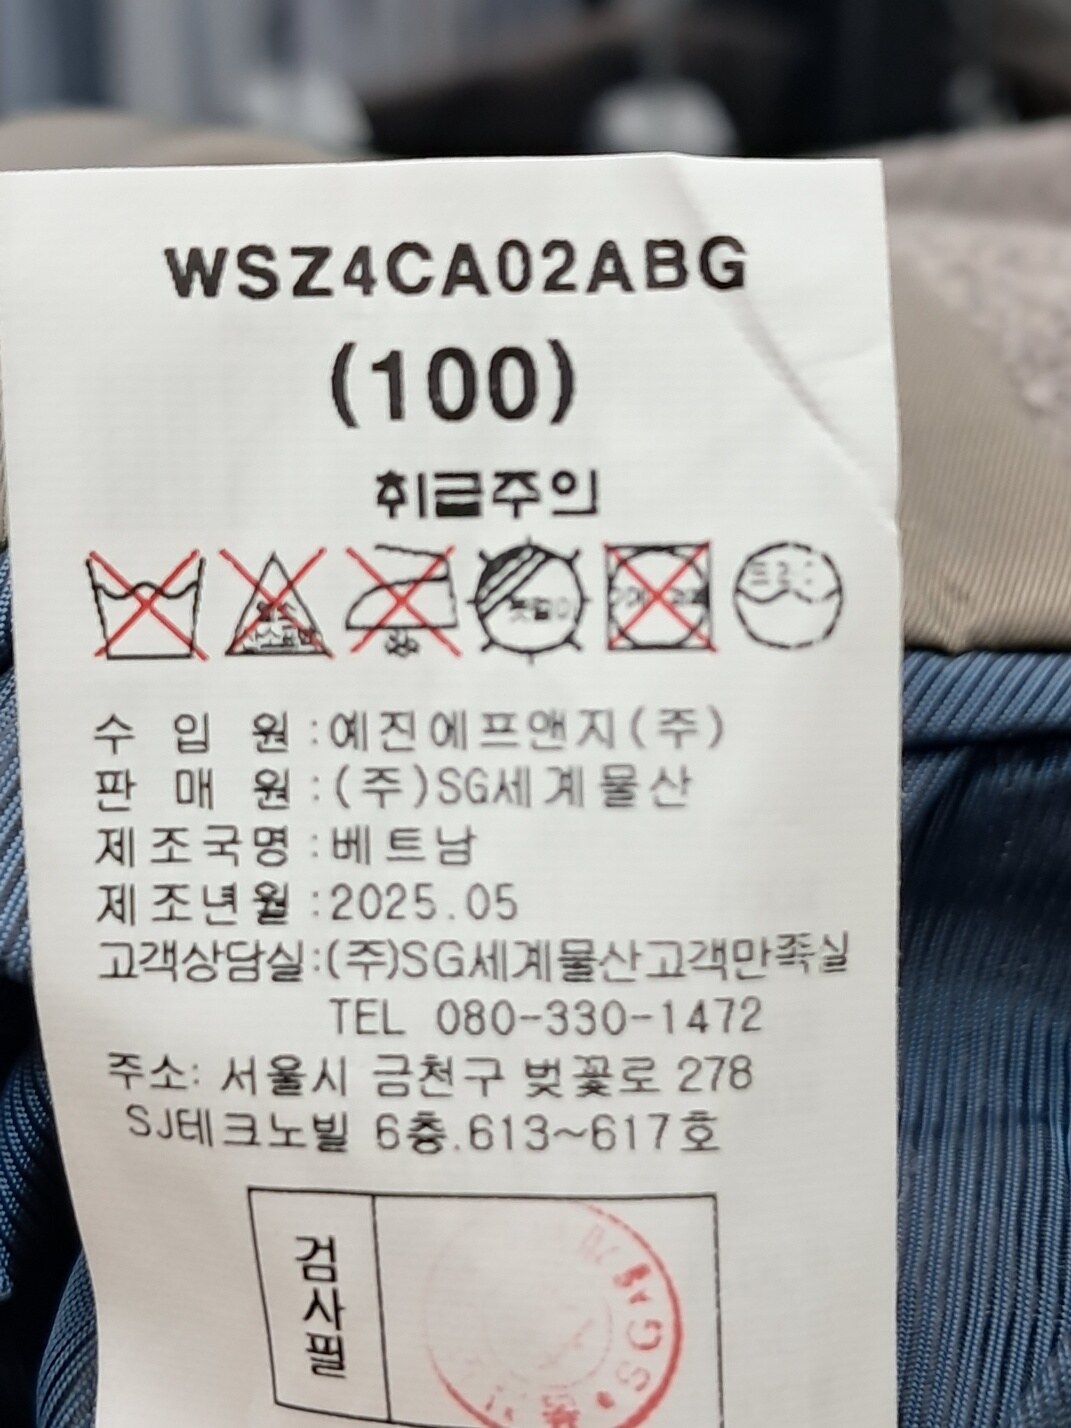 WSZ4CA02ABG
(100)
취급주의
드라이
수 입 원 :예진에프앤지(주)
판 매 원 :(주)SG세계물산
제조국명 :베트남
제조년월 :2025.05
고객상담실:(주)SG세계물산고객만족실
TEL 080-330-1472
주소: 서울시 금천구 벚꽃로 278
SJ테크노빌 6층.613~617호
검사필
SG